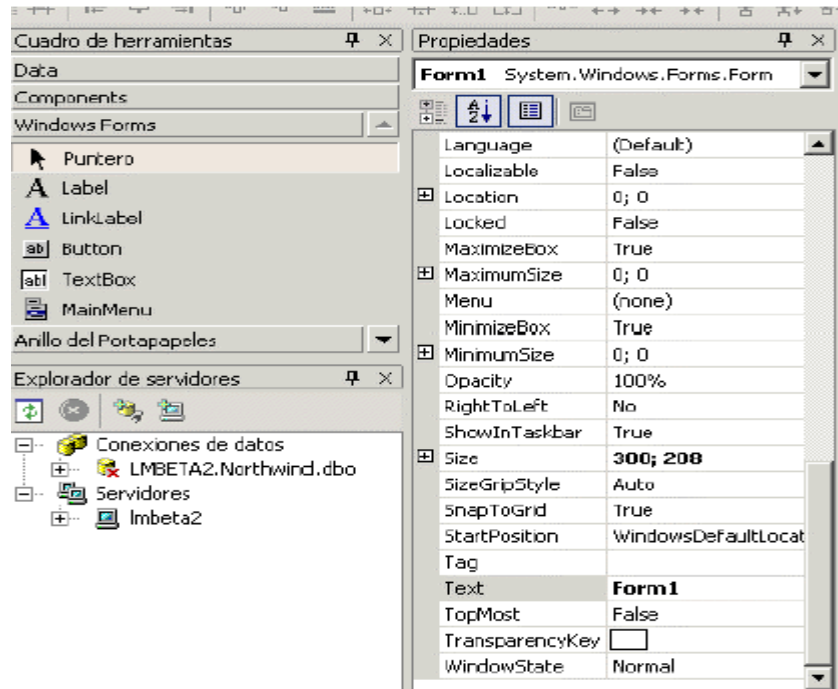 Cuadro de herramientas
Data
Components
Windows Forms
Puntero
A Label
A LinkLabel
ab Button
abl TextBox
MainMenu
Anillo del Portapapeles
Explorador de servidores
Conexiones de datos
LMBETA2.Northwind.dbo
Servidores
lmbeta2
Propiedades
Form1 System.Windows.Forms.Form
Language (Default)
Localizable False
Location 0; 0
Locked False
MaximizeBox True
MaximumSize 0; 0
Menu (none)
MinimizeBox True
MinimumSize 0; 0
Opacity 100%
RightToLeft No
ShowInTaskbar True
Size 300; 208
SizeGripStyle Auto
SnapToGrid True
StartPosition WindowsDefaultLocat
Tag
Text Form1
TopMost False
TransparencyKey
WindowState Normal